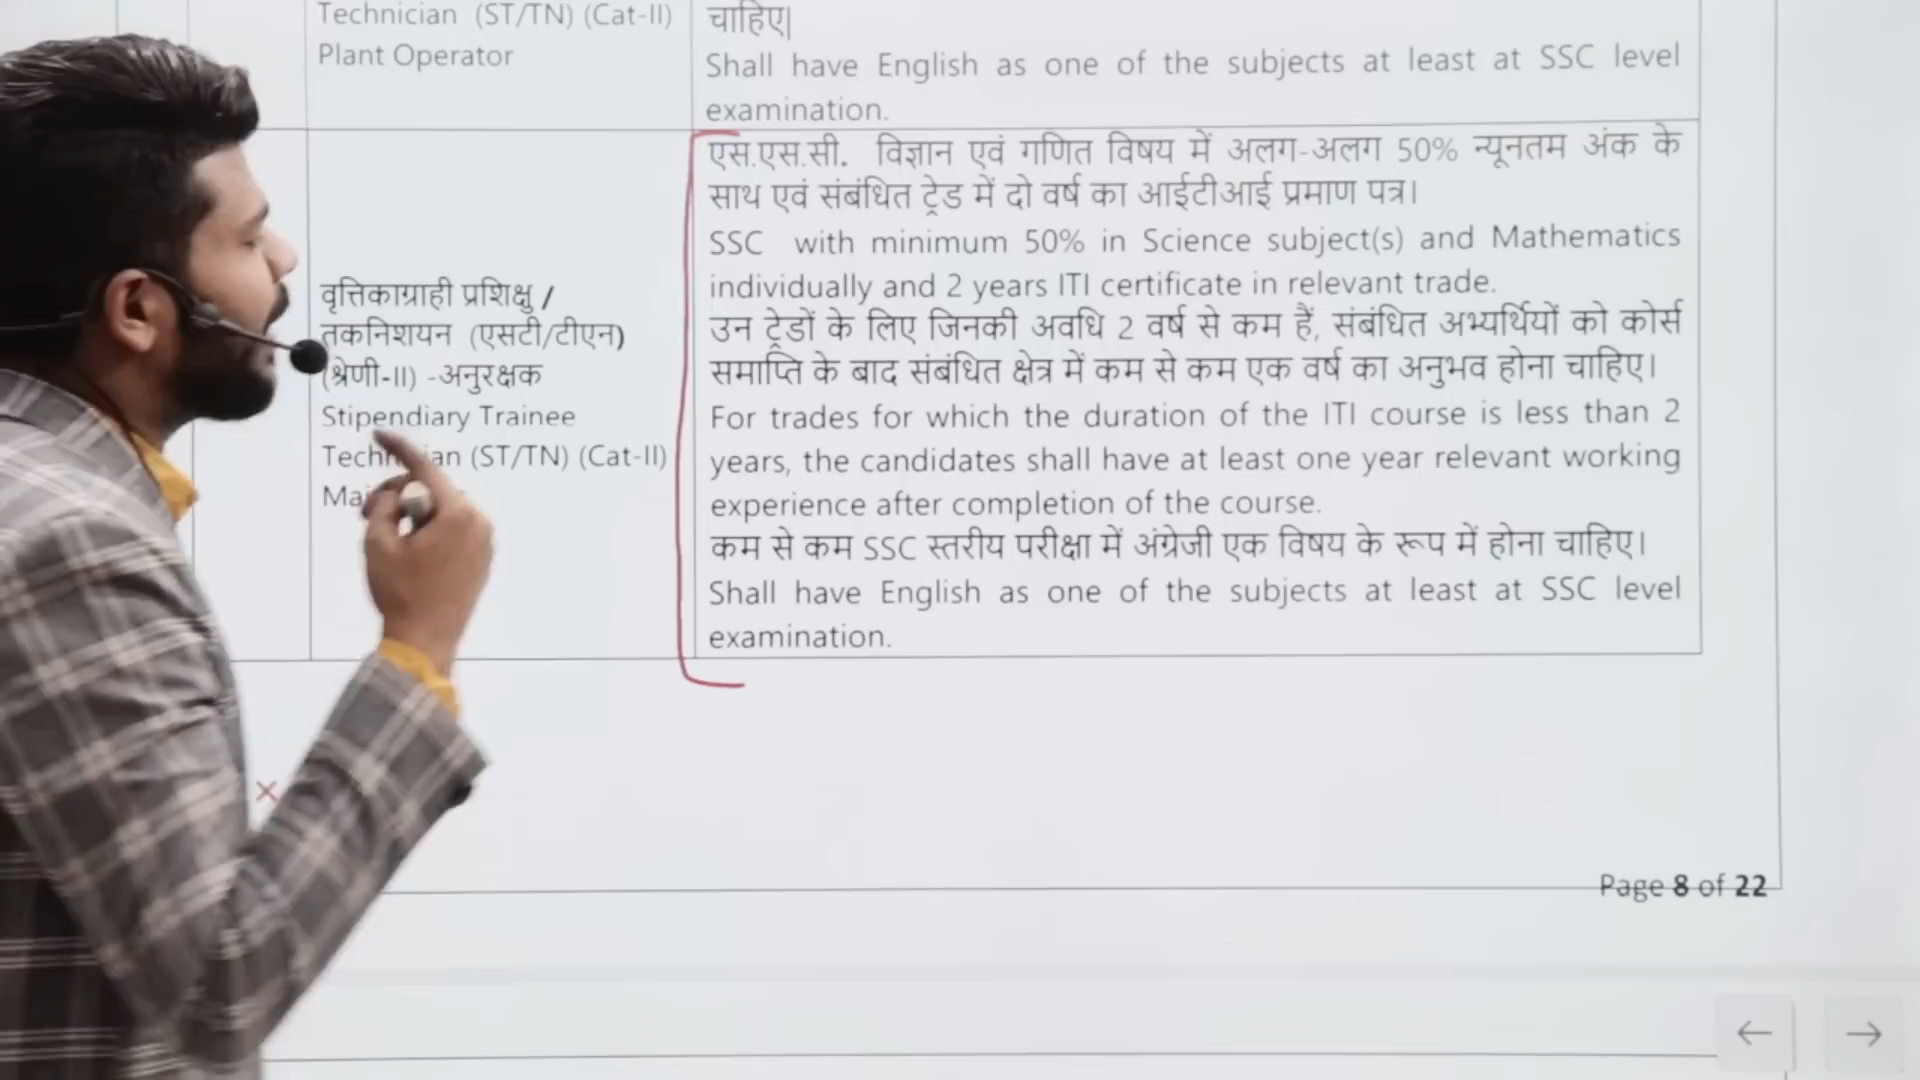 Technician (ST/TN) (Cat-II)
Plant Operator
चाहिए|
Shall have English as one of the subjects at least at SSC level
examination.
वृत्तिकाग्राही प्रशिक्षु /
तकनिशयन (एसटी/टीएन)
(श्रेणी-II) -अनुरक्षक
Stipendiary Trainee
(ST/TN) (Cat-II)
एस.एस.सी. विज्ञान एवं गणित विषय में अलग-अलग 50% न्यूनतम अंक के
साथ एवं संबंधित ट्रेड में दो वर्ष का आईटीआई प्रमाण पत्र।
SSC with minimum 50% in Science subject(s) and Mathematics
individually and 2 years ITI certificate in relevant trade.
उन ट्रेडों के लिए जिनकी अवधि 2 वर्ष से कम हैं, संबंधित अभ्यर्थियों को कोर्स
समाप्ति के बाद संबंधित क्षेत्र में कम से कम एक वर्ष का अनुभव होना चाहिए।
For trades for which the duration of the ITI course is less than 2
years, the candidates shall have at least one year relevant working
experience after completion of the course.
कम से कम SSC स्तरीय परीक्षा में अंग्रेजी एक विषय के रूप में होना चाहिए।
Shall have English as one of the subjects at least at SSC level
examination.
Page 8 of 22